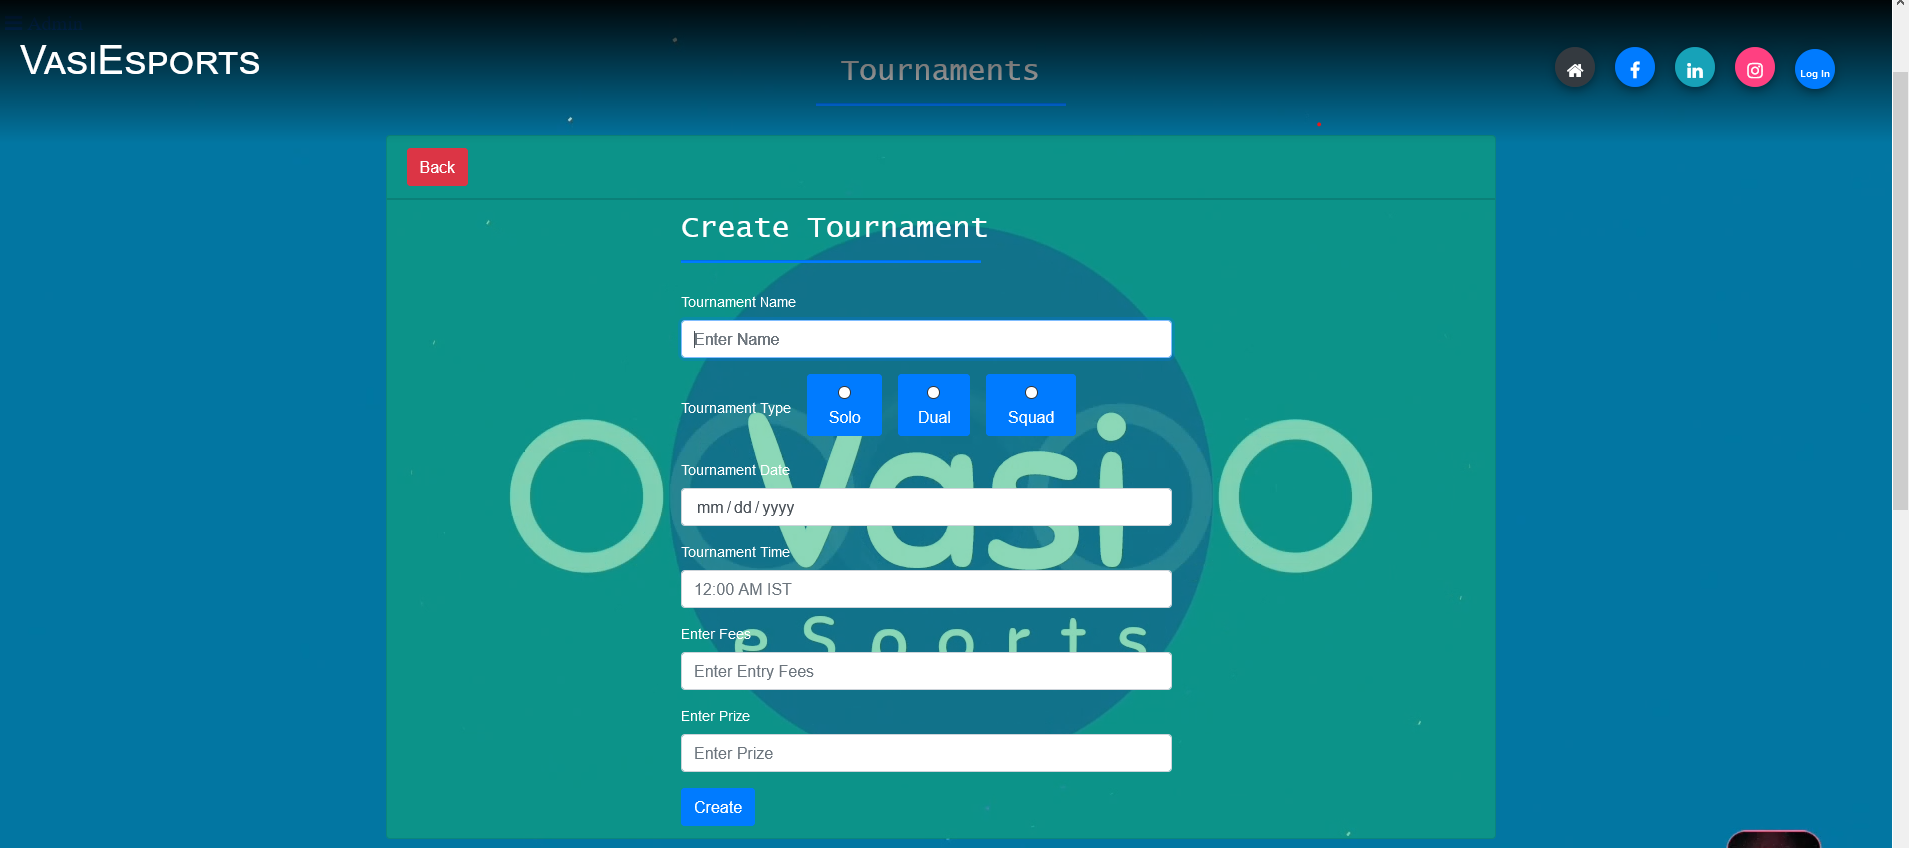 Admin
VasiEsports
Tournaments
Log In
Back
Create Tournament
Tournament Name
Enter Name
Tournament Type
Solo
Dual
Squad
Tournament Date
mm/dd/yyyy
Tournament Time
12:00 AM IST
Enter Fees
Enter Entry Fees
Enter Prize
Enter Prize
Create
Vasi
eSports